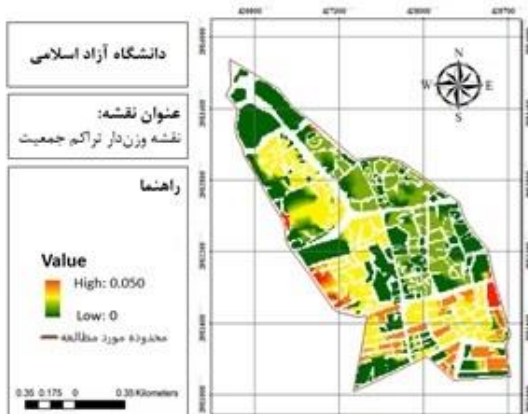 دانشگاه آزاد اسلامی
عنوان نقشه:
نقشه وزن‌دار تراکم جمعیت
راهنما
Value
High: 0.050
Low: 0
محدوده مورد مطالعه
0.35 0.175 0 0.35 Kilometers
N
W E
S